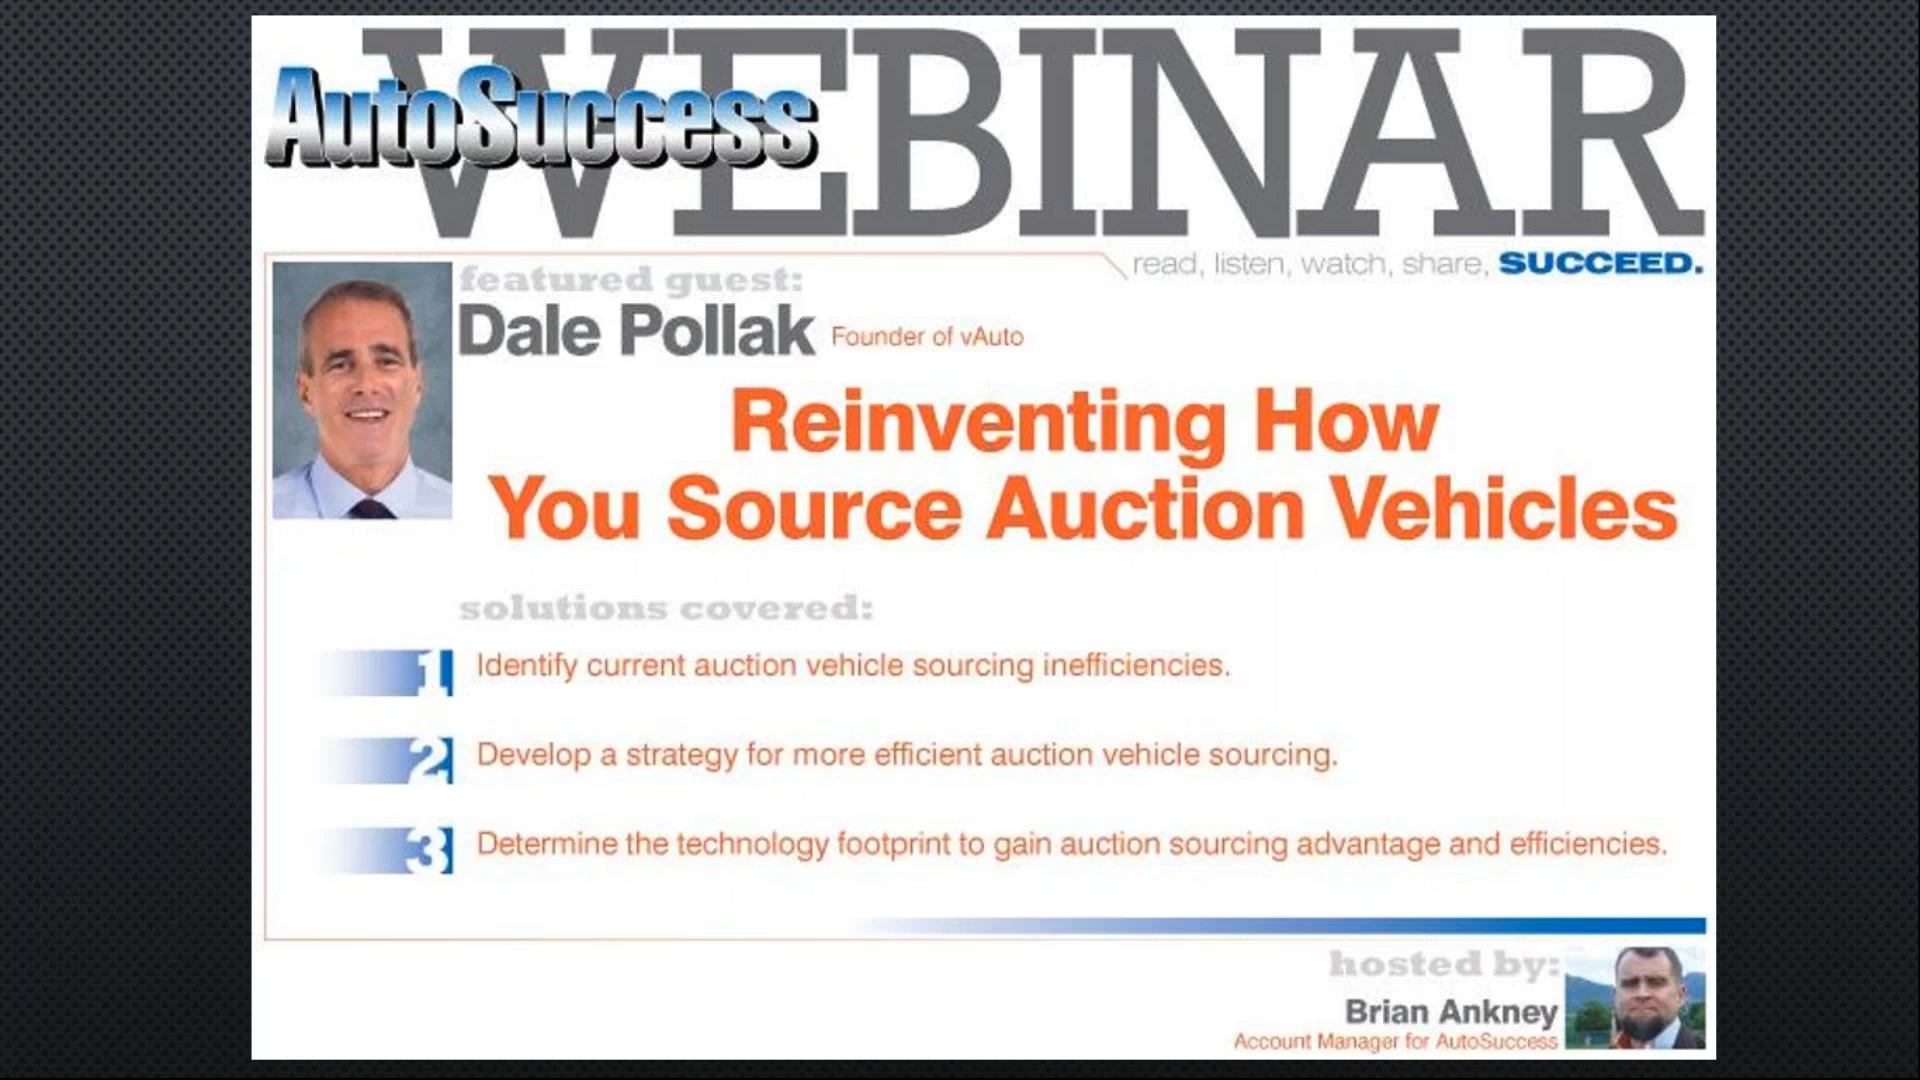 WEBINAR
AutoSuccess
read, listen, watch, share, SUCCEED.
featured guest:
Dale Pollak Founder of vAuto
Reinventing How
You Source Auction Vehicles
solutions covered:
1 Identify current auction vehicle sourcing inefficiencies.
2 Develop a strategy for more efficient auction vehicle sourcing.
3 Determine the technology footprint to gain auction sourcing advantage and efficiencies.
hosted by:
Brian Ankney
Account Manager for AutoSuccess